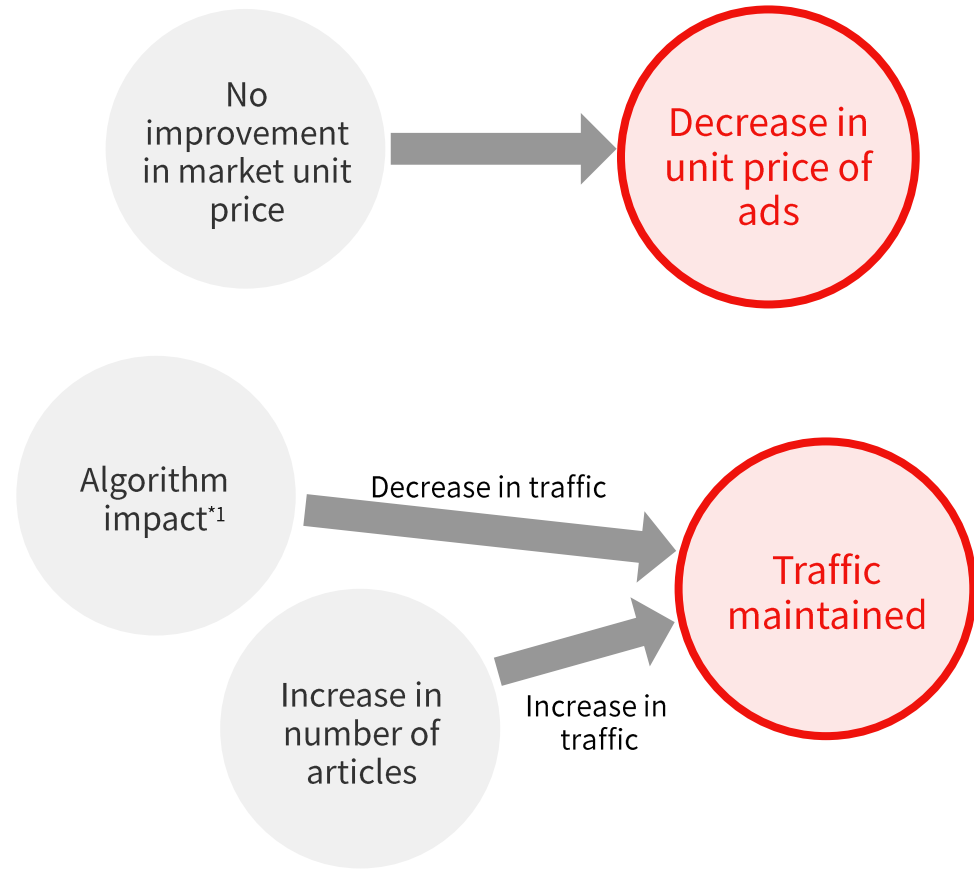 No
improvement
in market unit
price
Decrease in
unit price of
ads
Algorithm
impact*1
Decrease in traffic
Traffic
maintained
Increase in
number of
articles
Increase in
traffic